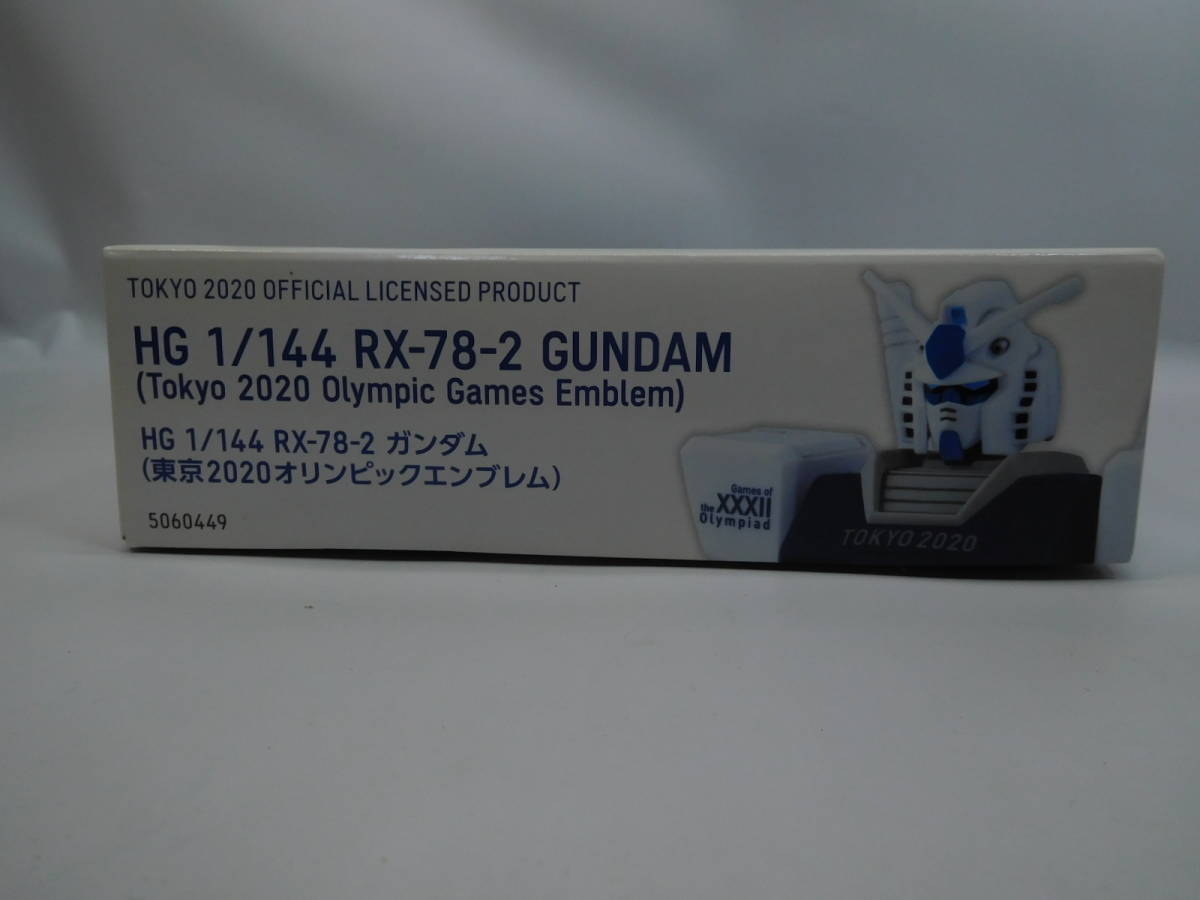 TOKYO 2020 OFFICIAL LICENSED PRODUCT
HG 1/144 RX-78-2 GUNDAM
(Tokyo 2020 Olympic Games Emblem)
HG 1/144 RX-78-2 ガンダム
(東京2020オリンピックエンブレム)
5060449
Games of
the XXXII
Olympiad
TOKYO 2020